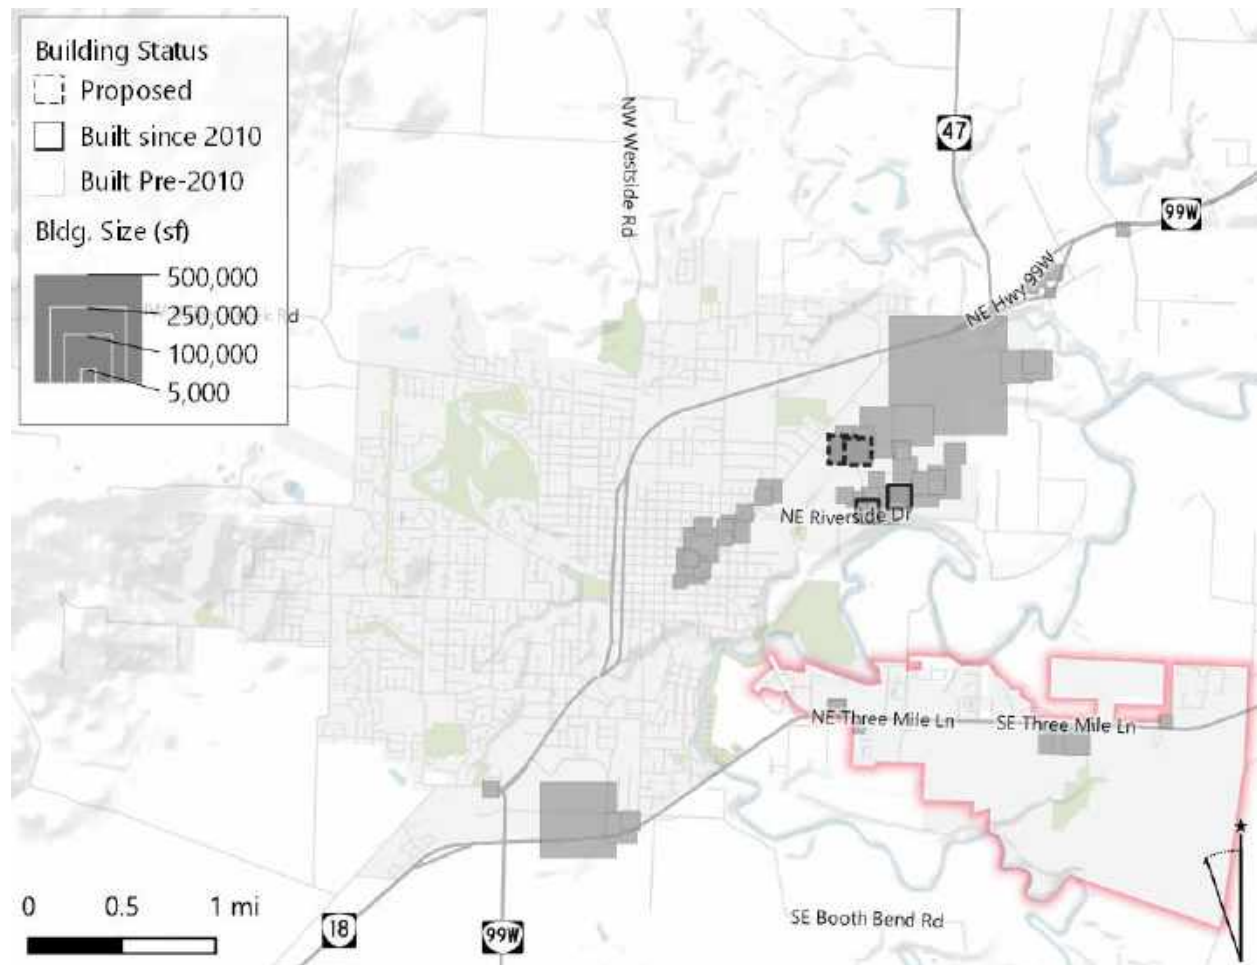 Building Status
Proposed
Built since 2010
Built Pre-2010
Bldg. Size (sf)
500,000
250,000
Rd
100,000
5,000
NW Westside Rd
47
99W
NE Hwy 99W
NE Riverside Dr
NE Three Mile Ln
SE Three Mile Ln
SE Booth Bend Rd
0 0.5 1 mi
18
99W